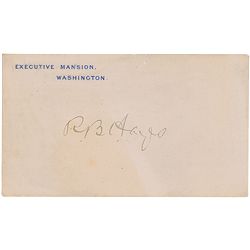 EXECUTIVE MANSION.
WASHINGTON.
R B Hayes